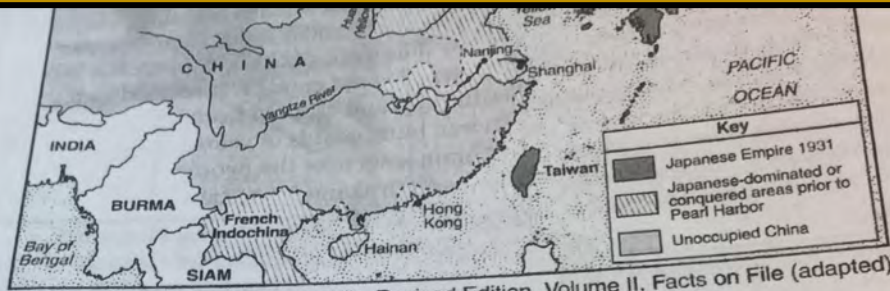 Yellow
Sea
Nanjing
CHINA
Shanghai
Yangtze River
PACIFIC
OCEAN
Key
Japanese Empire 1931
Japanese-dominated or
conquered areas prior to
Pearl Harbor
Unoccupied China
INDIA
Taiwan
BURMA
French
Indochina
Hong
Kong
Hainan
Bay of
Bengal
SIAM
Edition, Volume II, Facts on File (adapted)